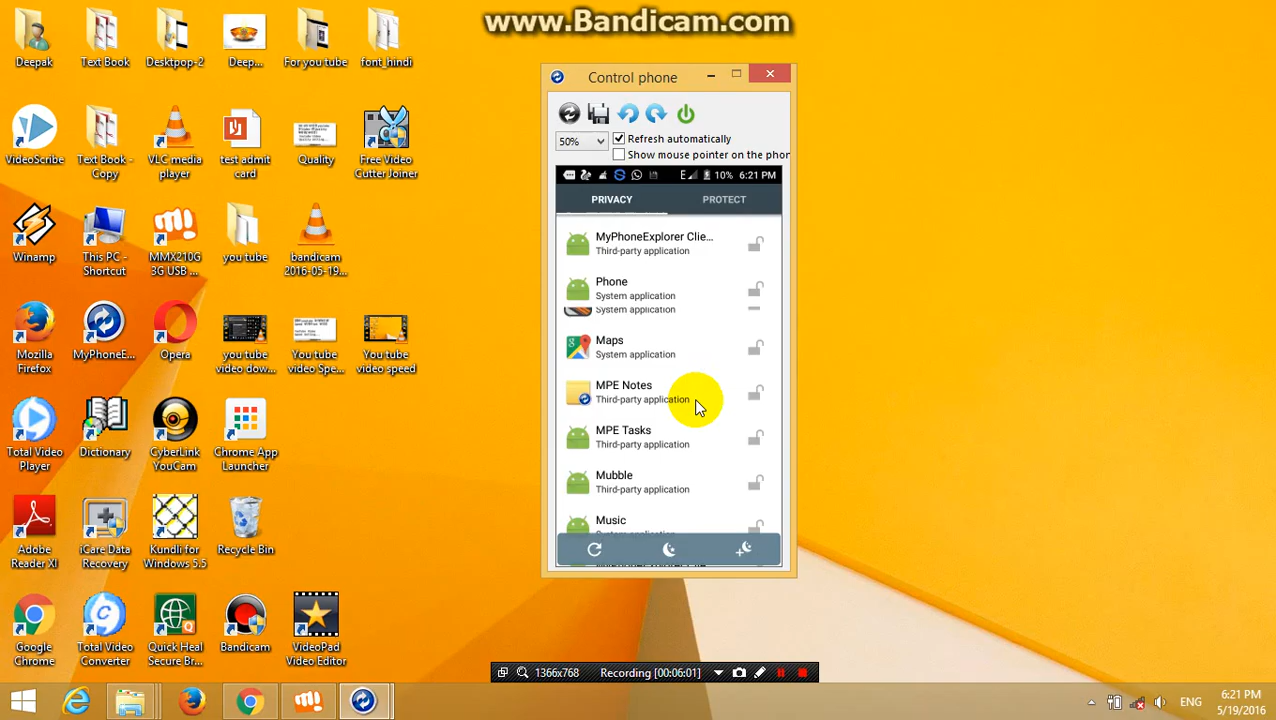 www.Bandicam.com
Deepak
Text Book
Desktpop-2
Deep...
For you tube
font_hindi
VideoScribe
Text Book -
Copy
VLC media
player
test admit
card
Quality
Free Video
Cutter Joiner
Winamp
This PC -
Shortcut
MMX210G
3G USB ...
you tube
bandicam
2016-05-19...
Mozilla
Firefox
MyPhoneE...
Opera
you tube
video dow...
You tube
video Spe...
You tube
video speed
Total Video
Player
Dictionary
CyberLink
YouCam
Chrome App
Launcher
Adobe
Reader XI
iCare Data
Recovery
Kundli for
Windows 5.5
Recycle Bin
Google
Chrome
Total Video
Converter
Quick Heal
Secure Br...
Bandicam
VideoPad
Video Editor
Control phone
50%
Refresh automatically
Show mouse pointer on the phon
E 10% 6:21 PM
PRIVACY
PROTECT
MyPhoneExplorer Clie...
Third-party application
Phone
System application
System application
Maps
System application
MPE Notes
Third-party application
MPE Tasks
Third-party application
Mubble
Third-party application
Music
1366x768
Recording [00:06:01]
ENG
6:21 PM
5/19/2016